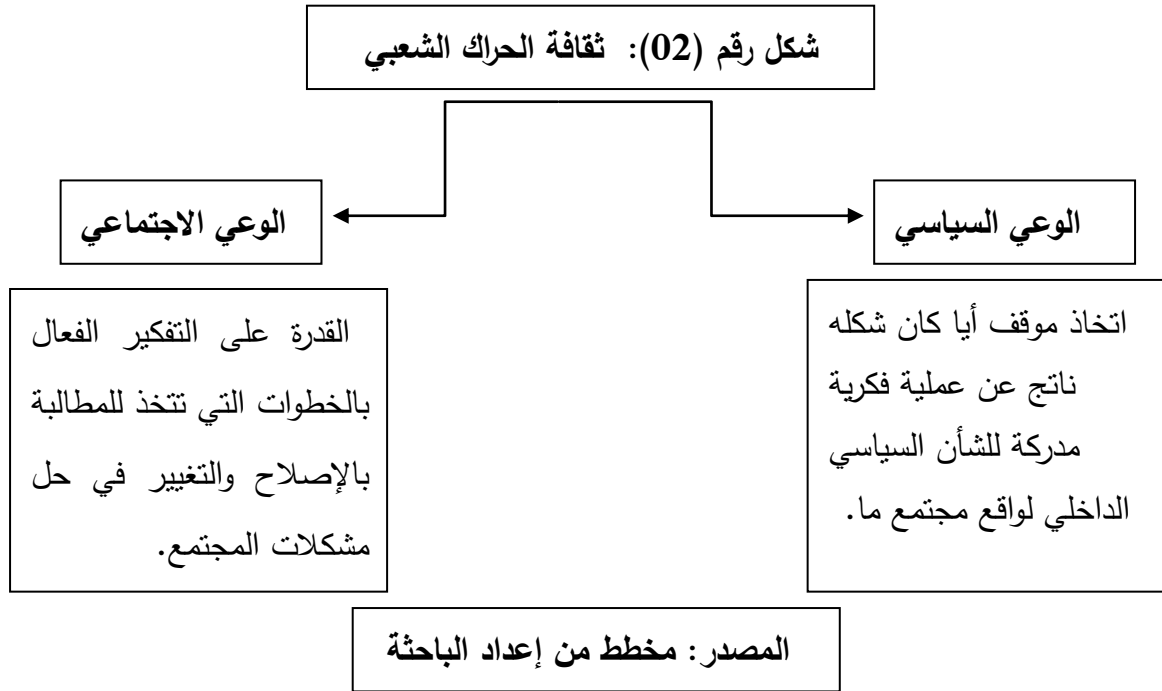 شكل رقم (02): ثقافة الحراك الشعبي
الوعي السياسي
اتخاذ موقف أيا كان شكله
ناتج عن عملية فكرية
مدركة للشأن السياسي
الداخلي لواقع مجتمع ما.
الوعي الاجتماعي
القدرة على التفكير الفعال
بالخطوات التي تتخذ للمطالبة
بالإصلاح والتغيير في حل
مشكلات المجتمع.
المصدر: مخطط من إعداد الباحثة